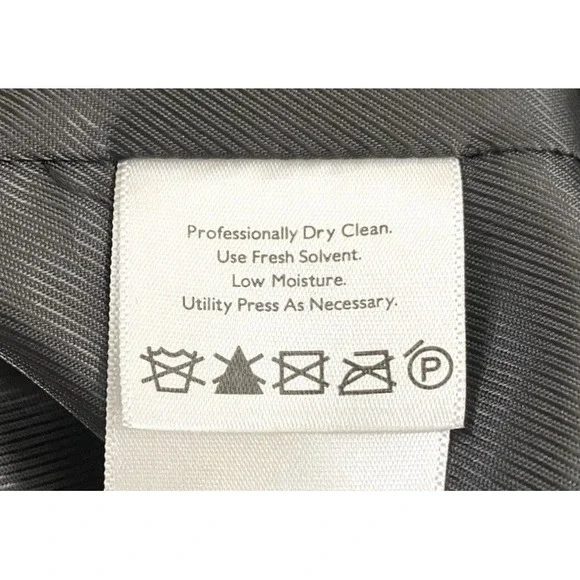 Professionally Dry Clean.
Use Fresh Solvent.
Low Moisture.
Utility Press As Necessary.
P